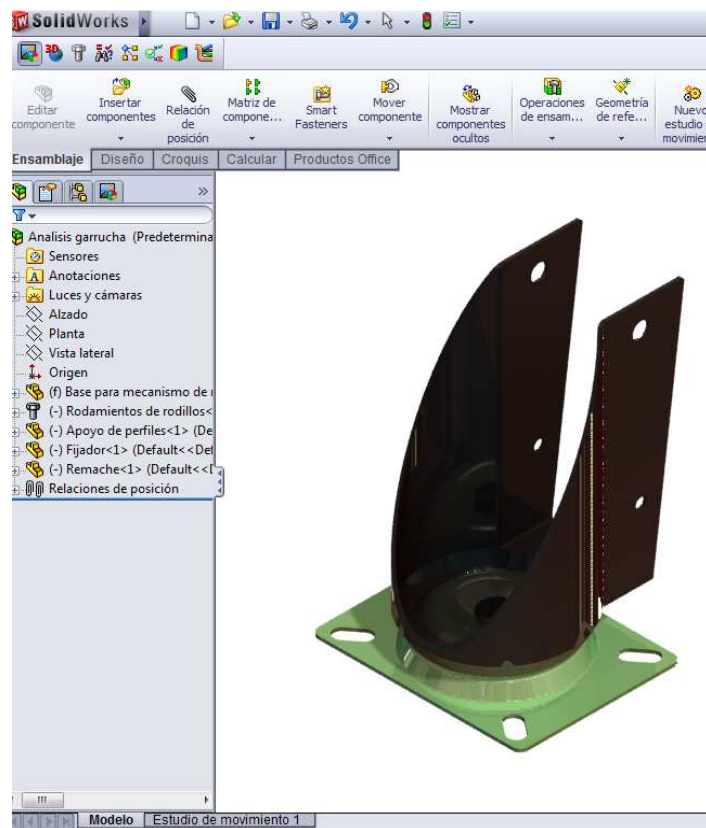 SolidWorks
3D
Editar componente
Insertar componentes
Relación de posición
Matriz de compone...
Smart Fasteners
Mover componente
Mostrar componentes ocultos
Operaciones de ensam...
Geometría de refe...
Nuevo estudio
Ensamblaje Diseño Croquis Calcular Productos Office
Analisis garrucha (Predetermina
Sensores
A Anotaciones
Luces y cámaras
Alzado
Planta
Vista lateral
Origen
(f) Base para mecanismo de
(-) Rodamientos de rodillos<
(-) Apoyo de perfiles<1> (De
(-) Fijador<1> (Default<<Def
(-) Remache<1> (Default<<
Relaciones de posición
Modelo Estudio de movimiento 1